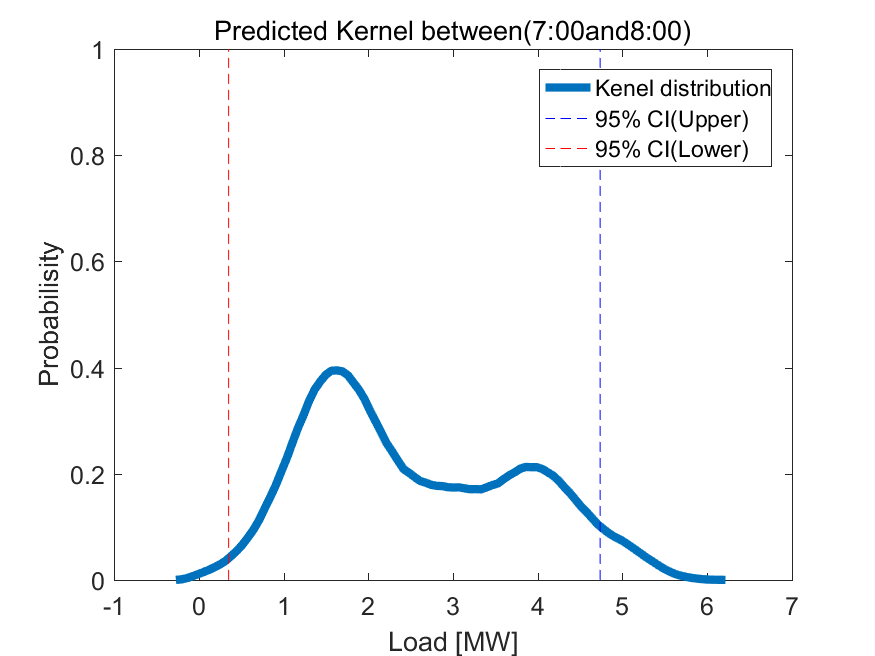 Predicted Kernel between(7:00and8:00)
1
0.8
0.6
0.4
0.2
0
Probabilisity
Kenel distribution
95% CI(Upper)
95% CI(Lower)
-1 0 1 2 3 4 5 6 7
Load [MW]